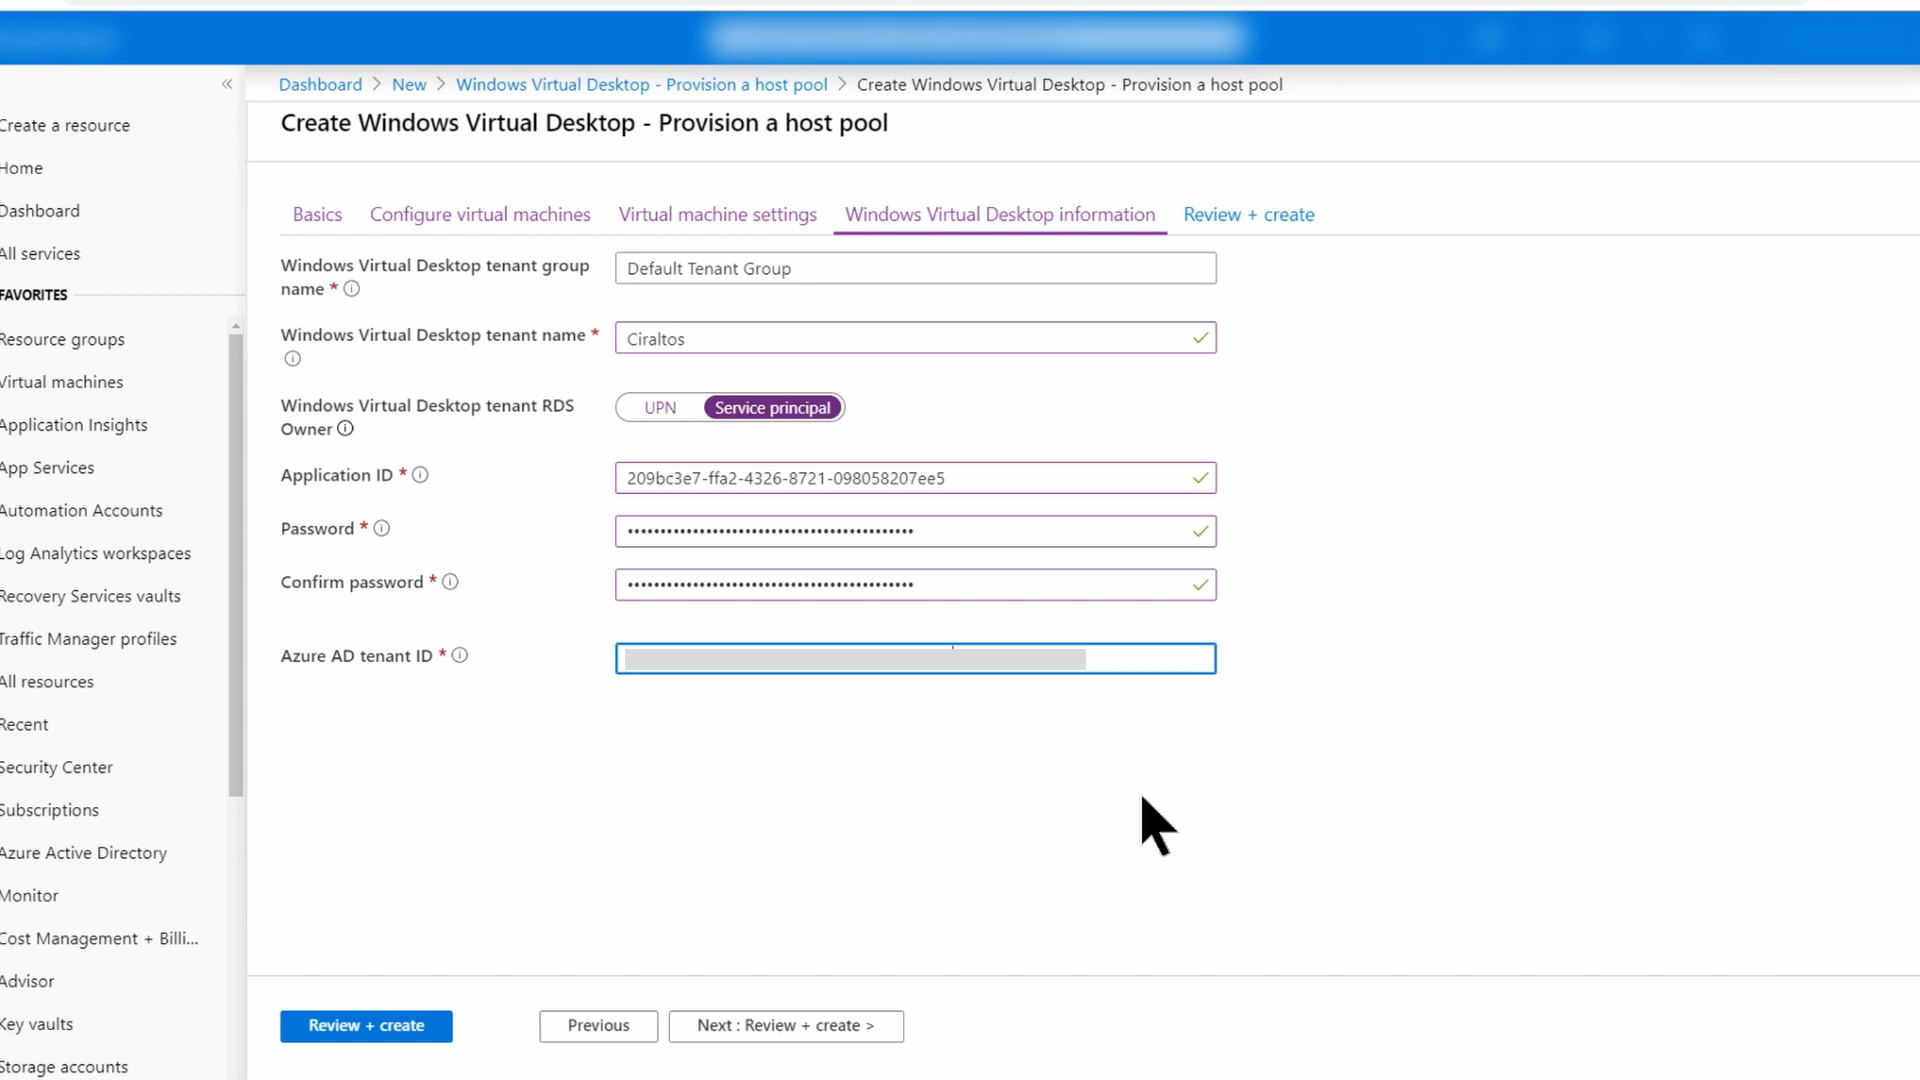 Dashboard > New > Windows Virtual Desktop - Provision a host pool > Create Windows Virtual Desktop - Provision a host pool
Create Windows Virtual Desktop - Provision a host pool
Create a resource
Home
Dashboard
All services
FAVORITES
Resource groups
Virtual machines
Application Insights
App Services
Automation Accounts
Log Analytics workspaces
Recovery Services vaults
Traffic Manager profiles
All resources
Recent
Security Center
Subscriptions
Azure Active Directory
Monitor
Cost Management + Billi...
Advisor
Key vaults
Storage accounts
Basics Configure virtual machines Virtual machine settings Windows Virtual Desktop information Review + create
Windows Virtual Desktop tenant group
name *
Default Tenant Group
Windows Virtual Desktop tenant name *
Ciraltos
Windows Virtual Desktop tenant RDS
Owner
UPN Service principal
Application ID *
209bc3e7-ffa2-4326-8721-098058207ee5
Password *
Confirm password *
Azure AD tenant ID *
Review + create Previous Next : Review + create >